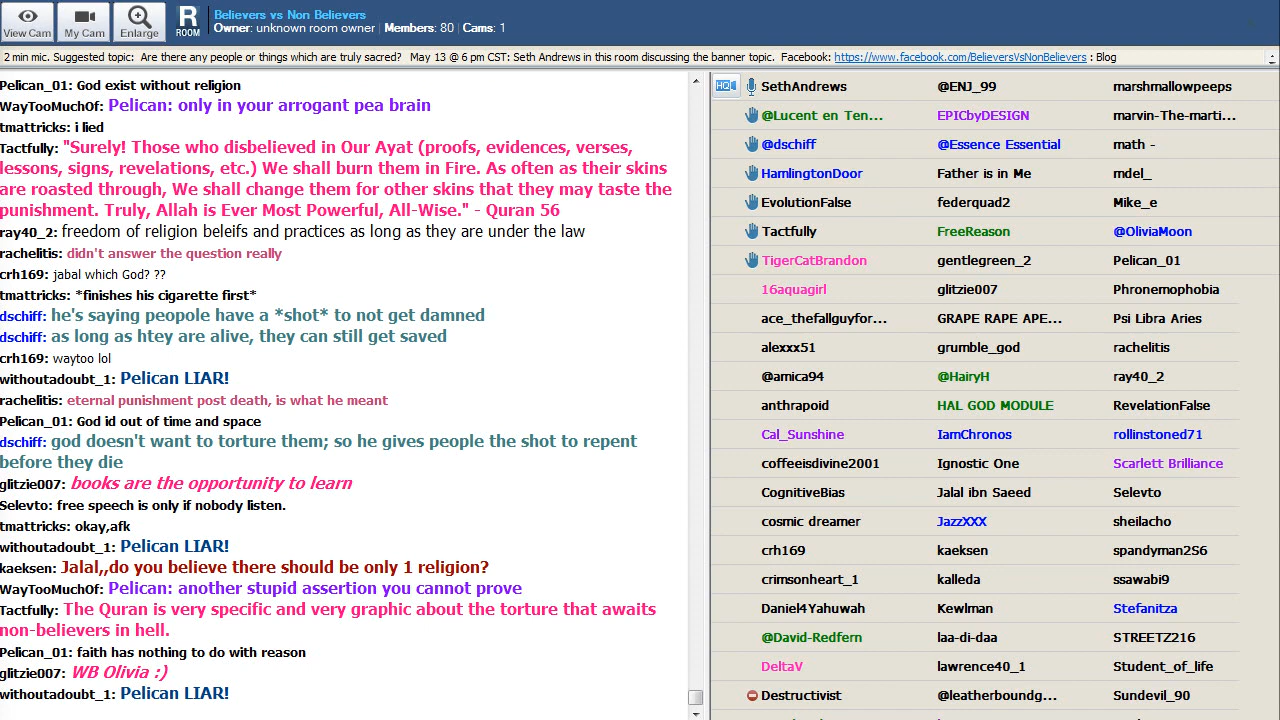 View Cam
My Cam
Enlarge
R
ROOM
Believers vs Non Believers
Owner: unknown room owner | Members: 80 | Cams: 1
2 min mic. Suggested topic: Are there any people or things which are truly sacred? May 13 @ 6 pm CST: Seth Andrews in this room discussing the banner topic. Facebook: https://www.facebook.com/BelieversVsNonBelievers : Blog
Pelican_01: God exist without religion
WayTooMuchOf: Pelican: only in your arrogant pea brain
tmattricks: i lied
Tactfully: "Surely! Those who disbelieved in Our Ayat (proofs, evidences, verses,
lessons, signs, revelations, etc.) We shall burn them in Fire. As often as their skins
are roasted through, We shall change them for other skins that they may taste the
punishment. Truly, Allah is Ever Most Powerful, All-Wise." - Quran 56
ray40_2: freedom of religion beleifs and practices as long as they are under the law
rachelitis: didn't answer the question really
crh169: jabal which God? ??
tmattricks: *finishes his cigarette first*
dschiff: he's saying peopole have a *shot* to not get damned
dschiff: as long as htey are alive, they can still get saved
crh169: waytoo lol
withoutadoubt_1: Pelican LIAR!
rachelitis: eternal punishment post death, is what he meant
Pelican_01: God id out of time and space
dschiff: god doesn't want to torture them; so he gives people the shot to repent
before they die
glitzie007: books are the opportunity to learn
Selevto: free speech is only if nobody listen.
tmattricks: okay,afk
withoutadoubt_1: Pelican LIAR!
kaeksen: Jalal,,do you believe there should be only 1 religion?
WayTooMuchOf: Pelican: another stupid assertion you cannot prove
Tactfully: The Quran is very specific and very graphic about the torture that awaits
non-believers in hell.
Pelican_01: faith has nothing to do with reason
glitzie007: WB Olivia :)
withoutadoubt_1: Pelican LIAR!
HQ
SethAndrews @ENJ_99 marshmallowpeeps
@Lucent en Ten... EPICbyDESIGN marvin-The-marti...
@dschiff @Essence Essential math -
HamlingtonDoor Father is in Me mdel_
EvolutionFalse federquad2 Mike_e
Tactfully FreeReason @OliviaMoon
TigerCatBrandon gentlegreen_2 Pelican_01
16aquagirl glitzie007 Phronemophobia
ace_thefallguyfor... GRAPE RAPE APE... Psi Libra Aries
alexxx51 grumble_god rachelitis
@amica94 @HairyH ray40_2
anthrapoid HAL GOD MODULE RevelationFalse
Cal_Sunshine IamChronos rollinstoned71
coffeeisdivine2001 Ignostic One Scarlett Brilliance
CognitiveBias Jalal ibn Saeed Selevto
cosmic dreamer JazzXXX sheilacho
crh169 kaeksen spandyman2S6
crimsonheart_1 kalleda ssawabi9
Daniel4Yahuwah Kewlman Stefanitza
@David-Redfern laa-di-daa STREETZ216
DeltaV lawrence40_1 Student_of_life
Destructivist @leatherboundg... Sundevil_90